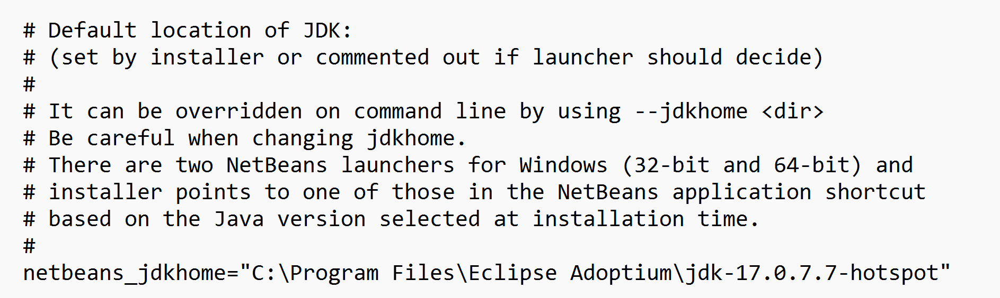 # Default location of JDK:
# (set by installer or commented out if launcher should decide)
#
# It can be overridden on command line by using --jdkhome <dir>
# Be careful when changing jdkhome.
# There are two NetBeans launchers for Windows (32-bit and 64-bit) and
# installer points to one of those in the NetBeans application shortcut
# based on the Java version selected at installation time.
#
netbeans_jdkhome="C:\Program Files\Eclipse Adoptium\jdk-17.0.7.7-hotspot"